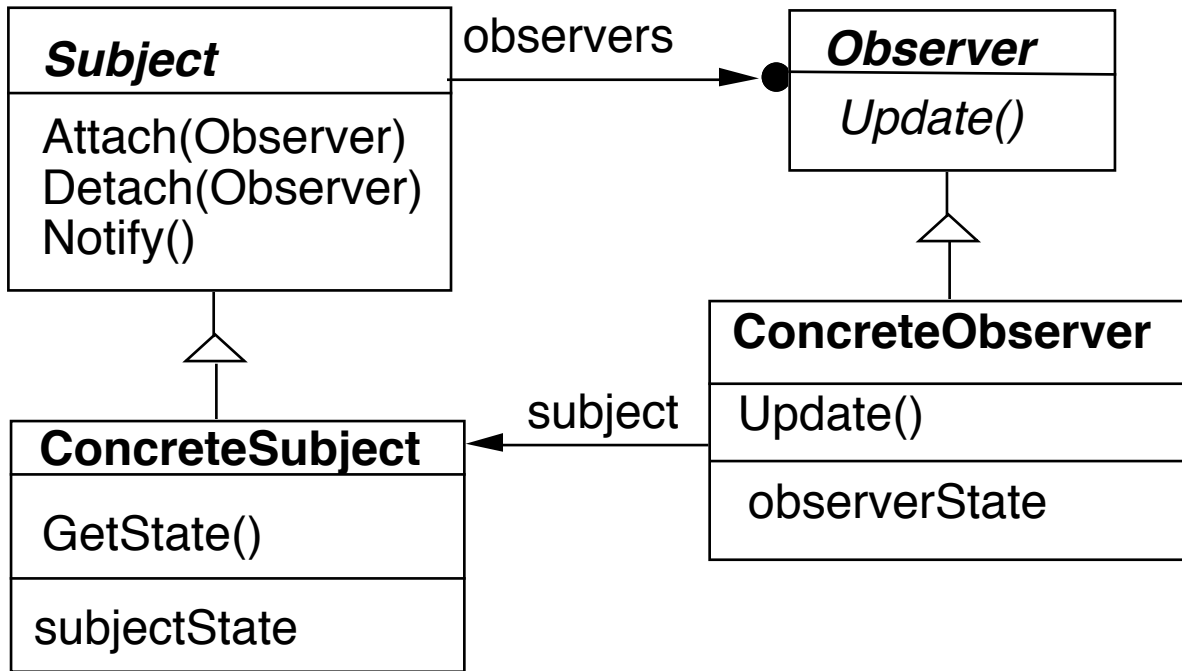 Subject
Attach(Observer)
Detach(Observer)
Notify()
observers
Observer
Update()
ConcreteObserver
Update()
observerState
subject
ConcreteSubject
GetState()
subjectState